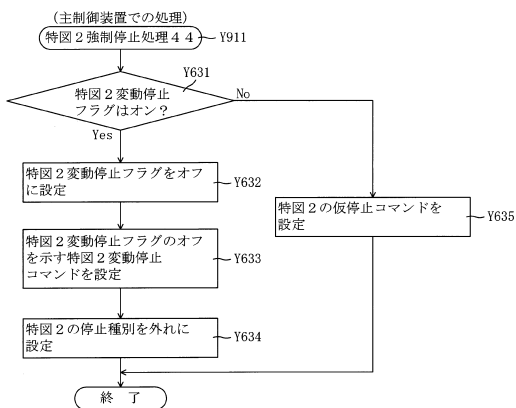 (主制御装置での処理)
特図２強制停止処理４４
Y911
Y631
特図２変動停止
フラグはオン？
No
Yes
特図２変動停止フラグをオフ
に設定
Y632
特図２の仮停止コマンドを
設定
Y635
特図２変動停止フラグのオフ
を示す特図２変動停止
コマンドを設定
Y633
特図２の停止種別を外れに
設定
Y634
終 了